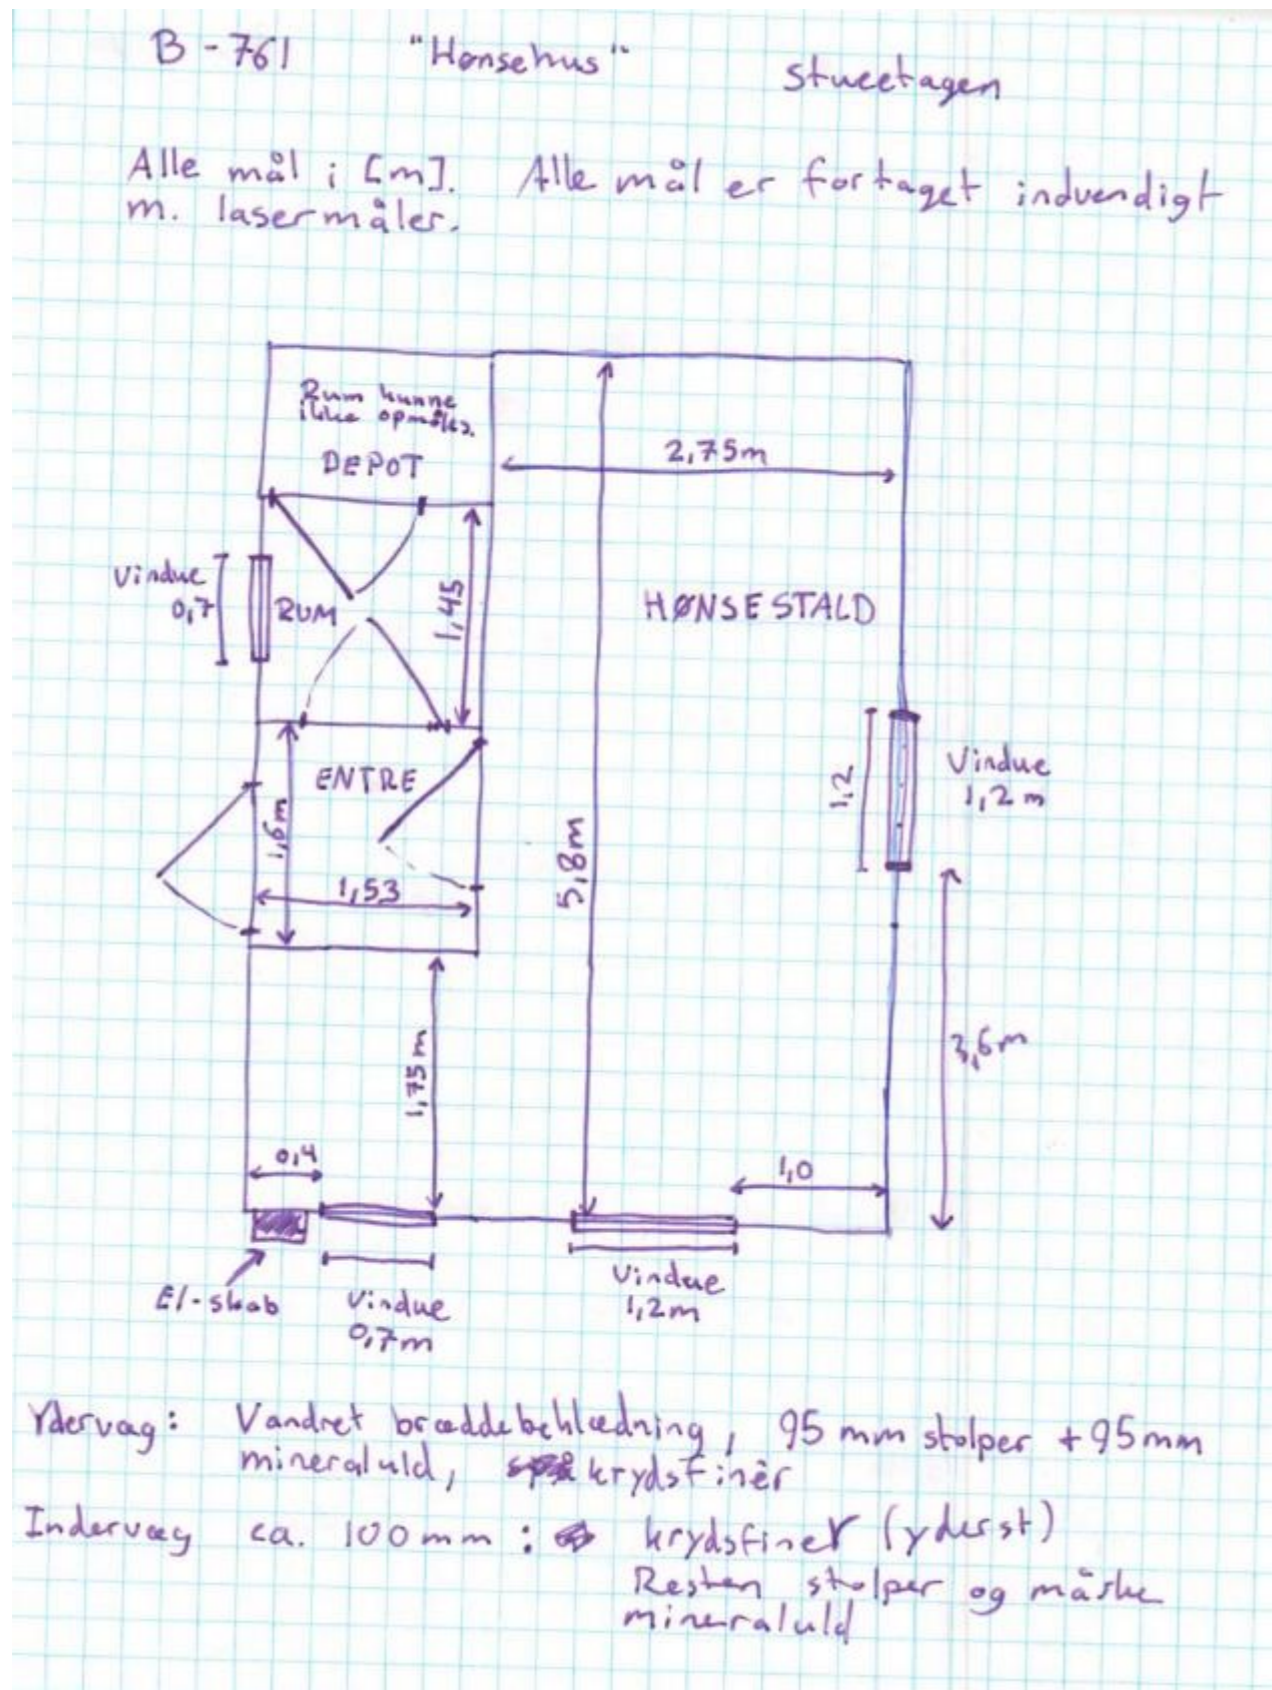 B-761 "Hønsehus" Stueetagen
Alle mål i [m]. Alle mål er fortaget indvendigt
m. lasermåler.
Rum kunne
ikke opmåles.
DEPOT
2,75m
Vindue
0,7
RUM
1,45
HØNSESTALD
ENTRE
1,6m
1,53
5,8m
1,2
Vindue
1,2m
1,75m
3,6m
0,4
1,0
El-skab
Vindue
0,7m
Vindue
1,2m
Ydervæg: Vandret bræddebeklædning, 95 mm stolper + 95mm
mineraluld, krydsfinér
Indervæg ca. 100mm: krydsfiner (yderst)
Resten stolper og måske
mineraluld